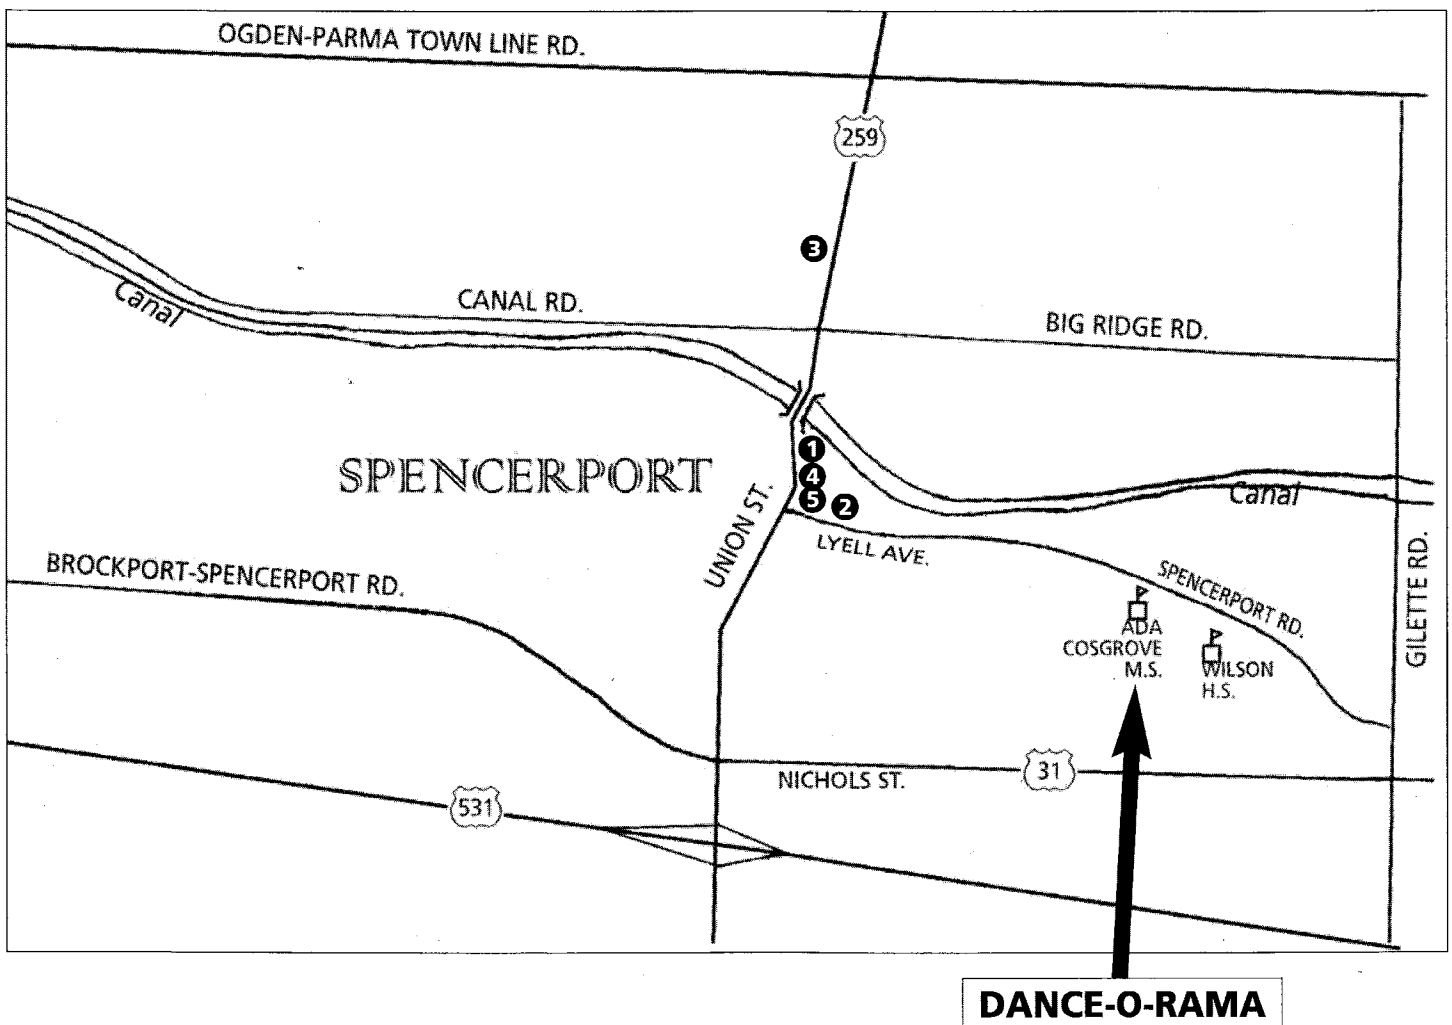 OGDEN-PARMA TOWN LINE RD.
259
3
Canal
CANAL RD.
BIG RIDGE RD.
1
SPENCERPORT
4
5
2
Canal
UNION ST.
LYELL AVE.
BROCKPORT-SPENCERPORT RD.
SPENCERPORT RD.
GILETTE RD.
ADA
COSGROVE
M.S.
WILSON
H.S.
31
NICHOLS ST.
531
DANCE-O-RAMA